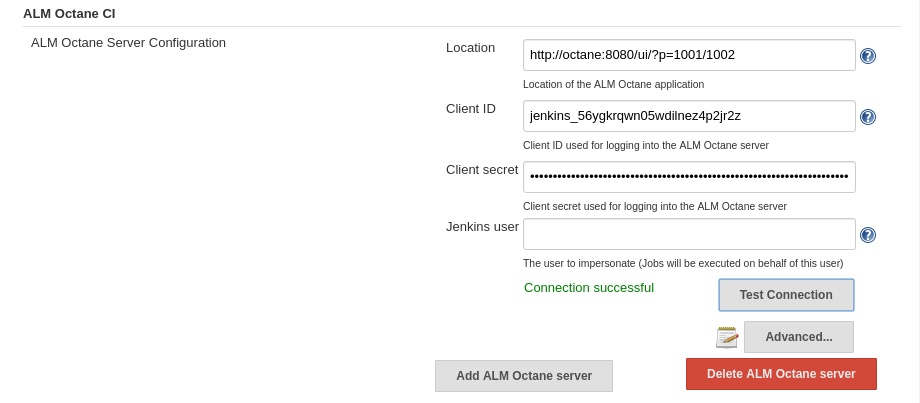 ALM Octane CI
ALM Octane Server Configuration
Location
http://octane:8080/ui/?p=1001/1002
Location of the ALM Octane application
Client ID
jenkins_56ygkrqwn05wdilnez4p2jr2z
Client ID used for logging into the ALM Octane server
Client secret
Client secret used for logging into the ALM Octane server
Jenkins user
The user to impersonate (Jobs will be executed on behalf of this user)
Connection successful
Test Connection
Advanced...
Add ALM Octane server
Delete ALM Octane server